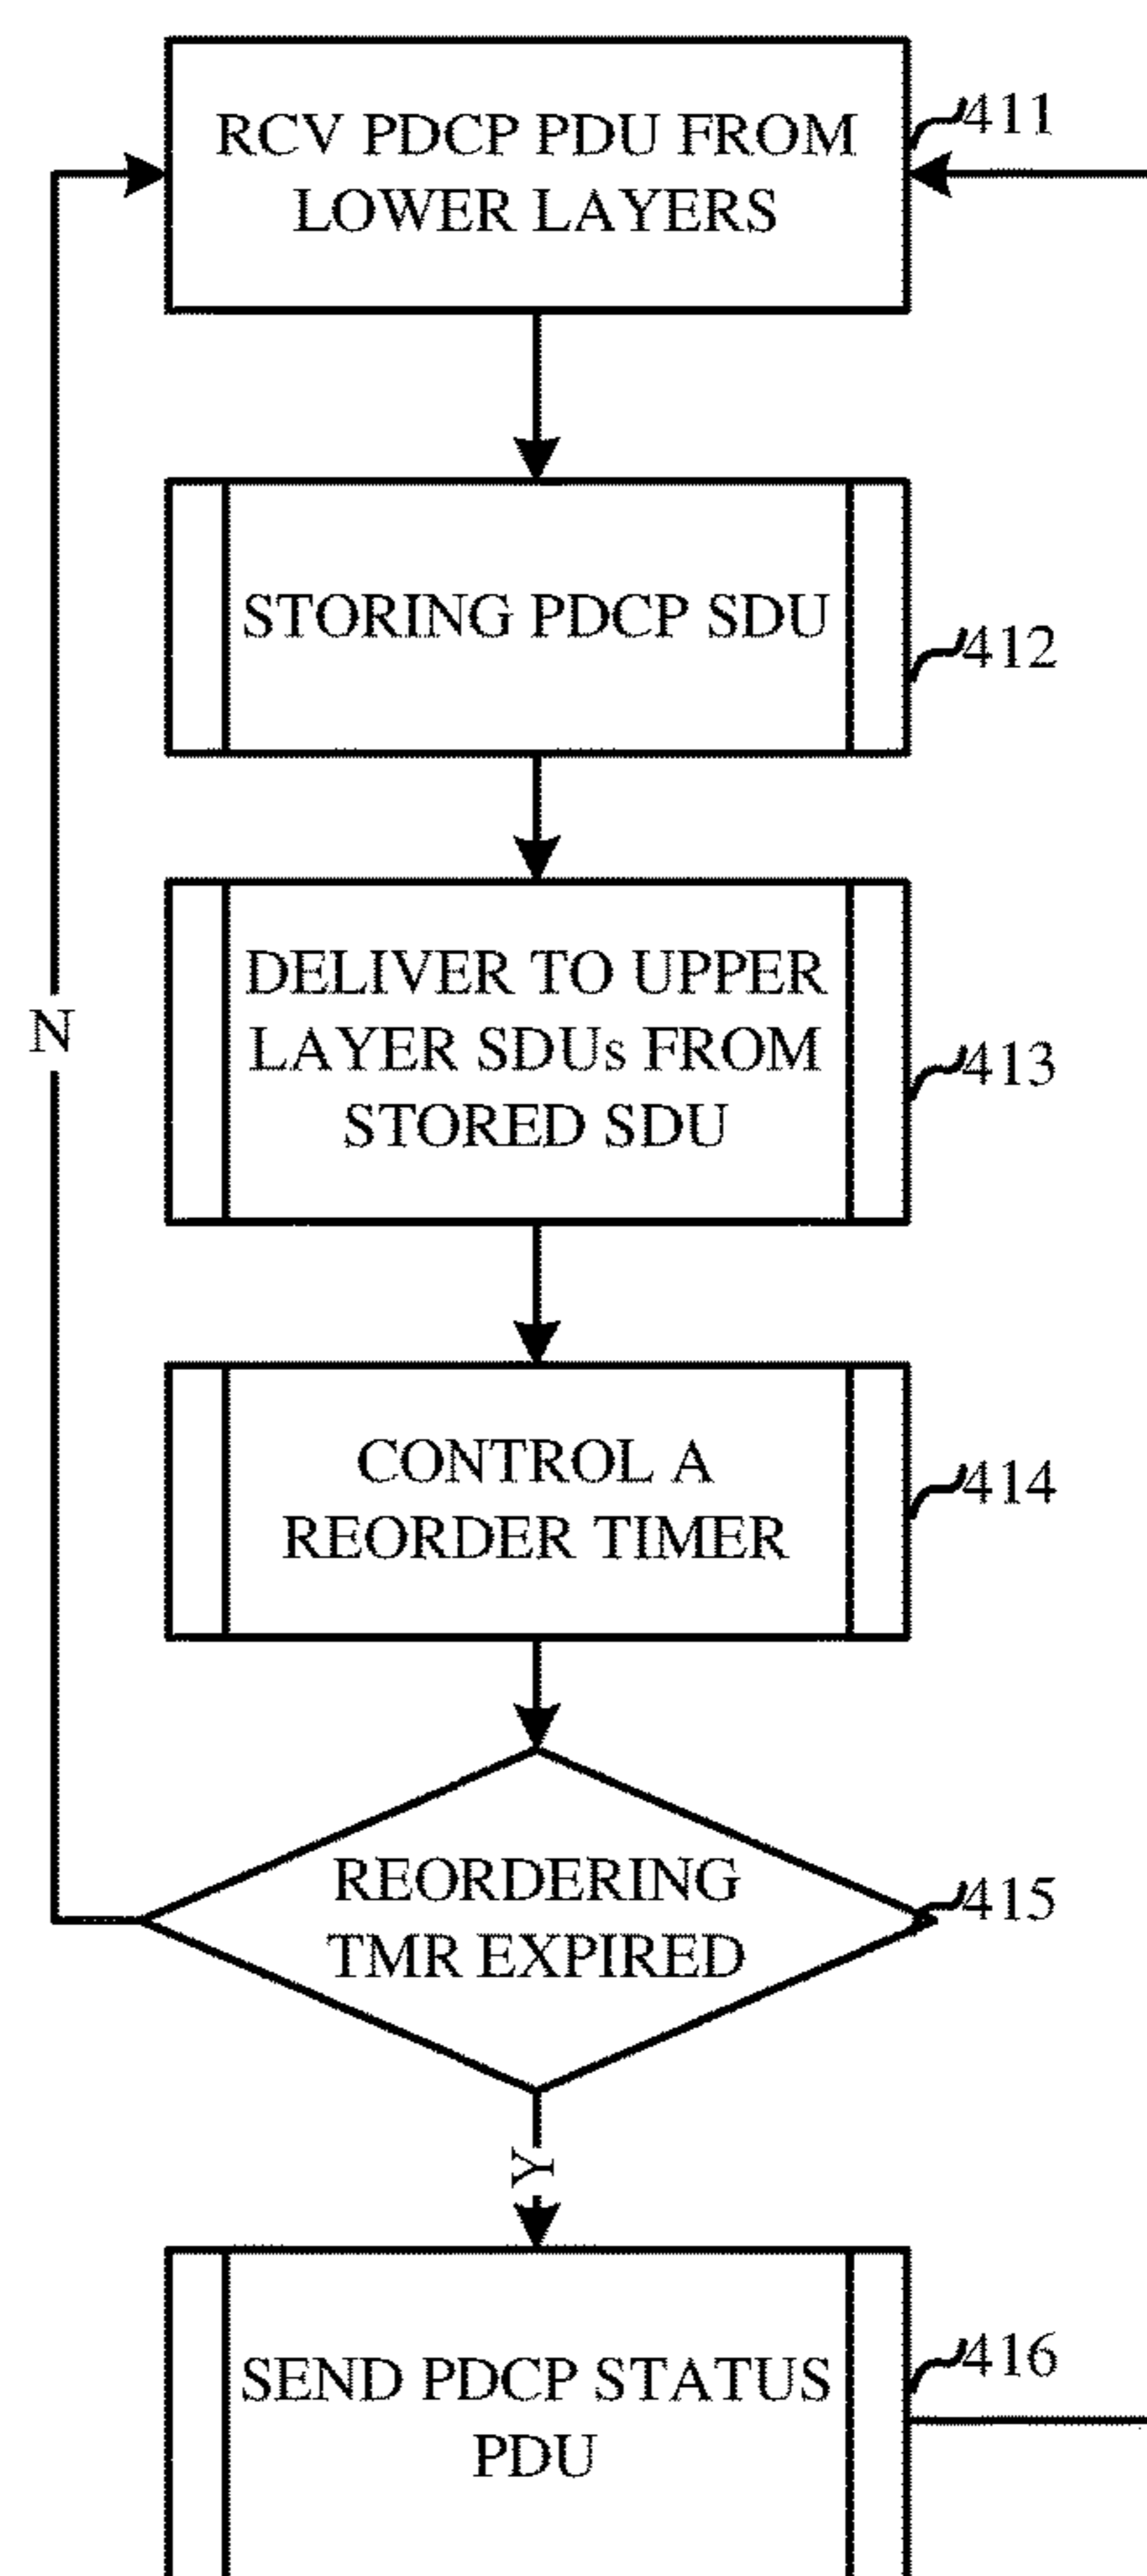 RCV PDCP PDU FROM
LOWER LAYERS
411
STORING PDCP SDU
412
DELIVER TO UPPER
LAYER SDUs FROM
STORED SDU
413
N
CONTROL A
REORDER TIMER
414
REORDERING
TMR EXPIRED
415
Y
SEND PDCP STATUS
PDU
416